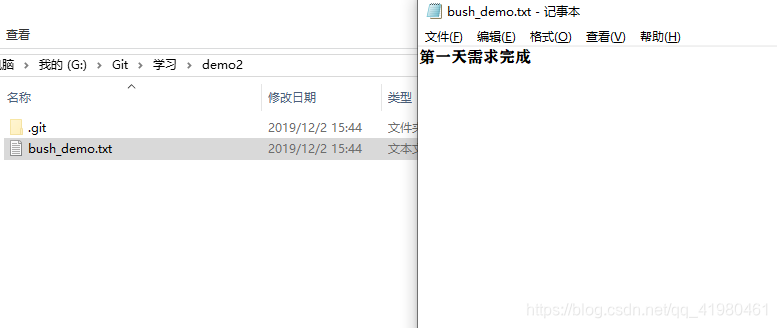 查看
电脑 > 我的 (G:) > Git > 学习 > demo2
名称 修改日期 类型
.git 2019/12/2 15:44 文件夹
bush_demo.txt 2019/12/2 15:44 文本文
bush_demo.txt - 记事本
文件(F) 编辑(E) 格式(O) 查看(V) 帮助(H)
第一天需求完成
https://blog.csdn.net/qq_41980461